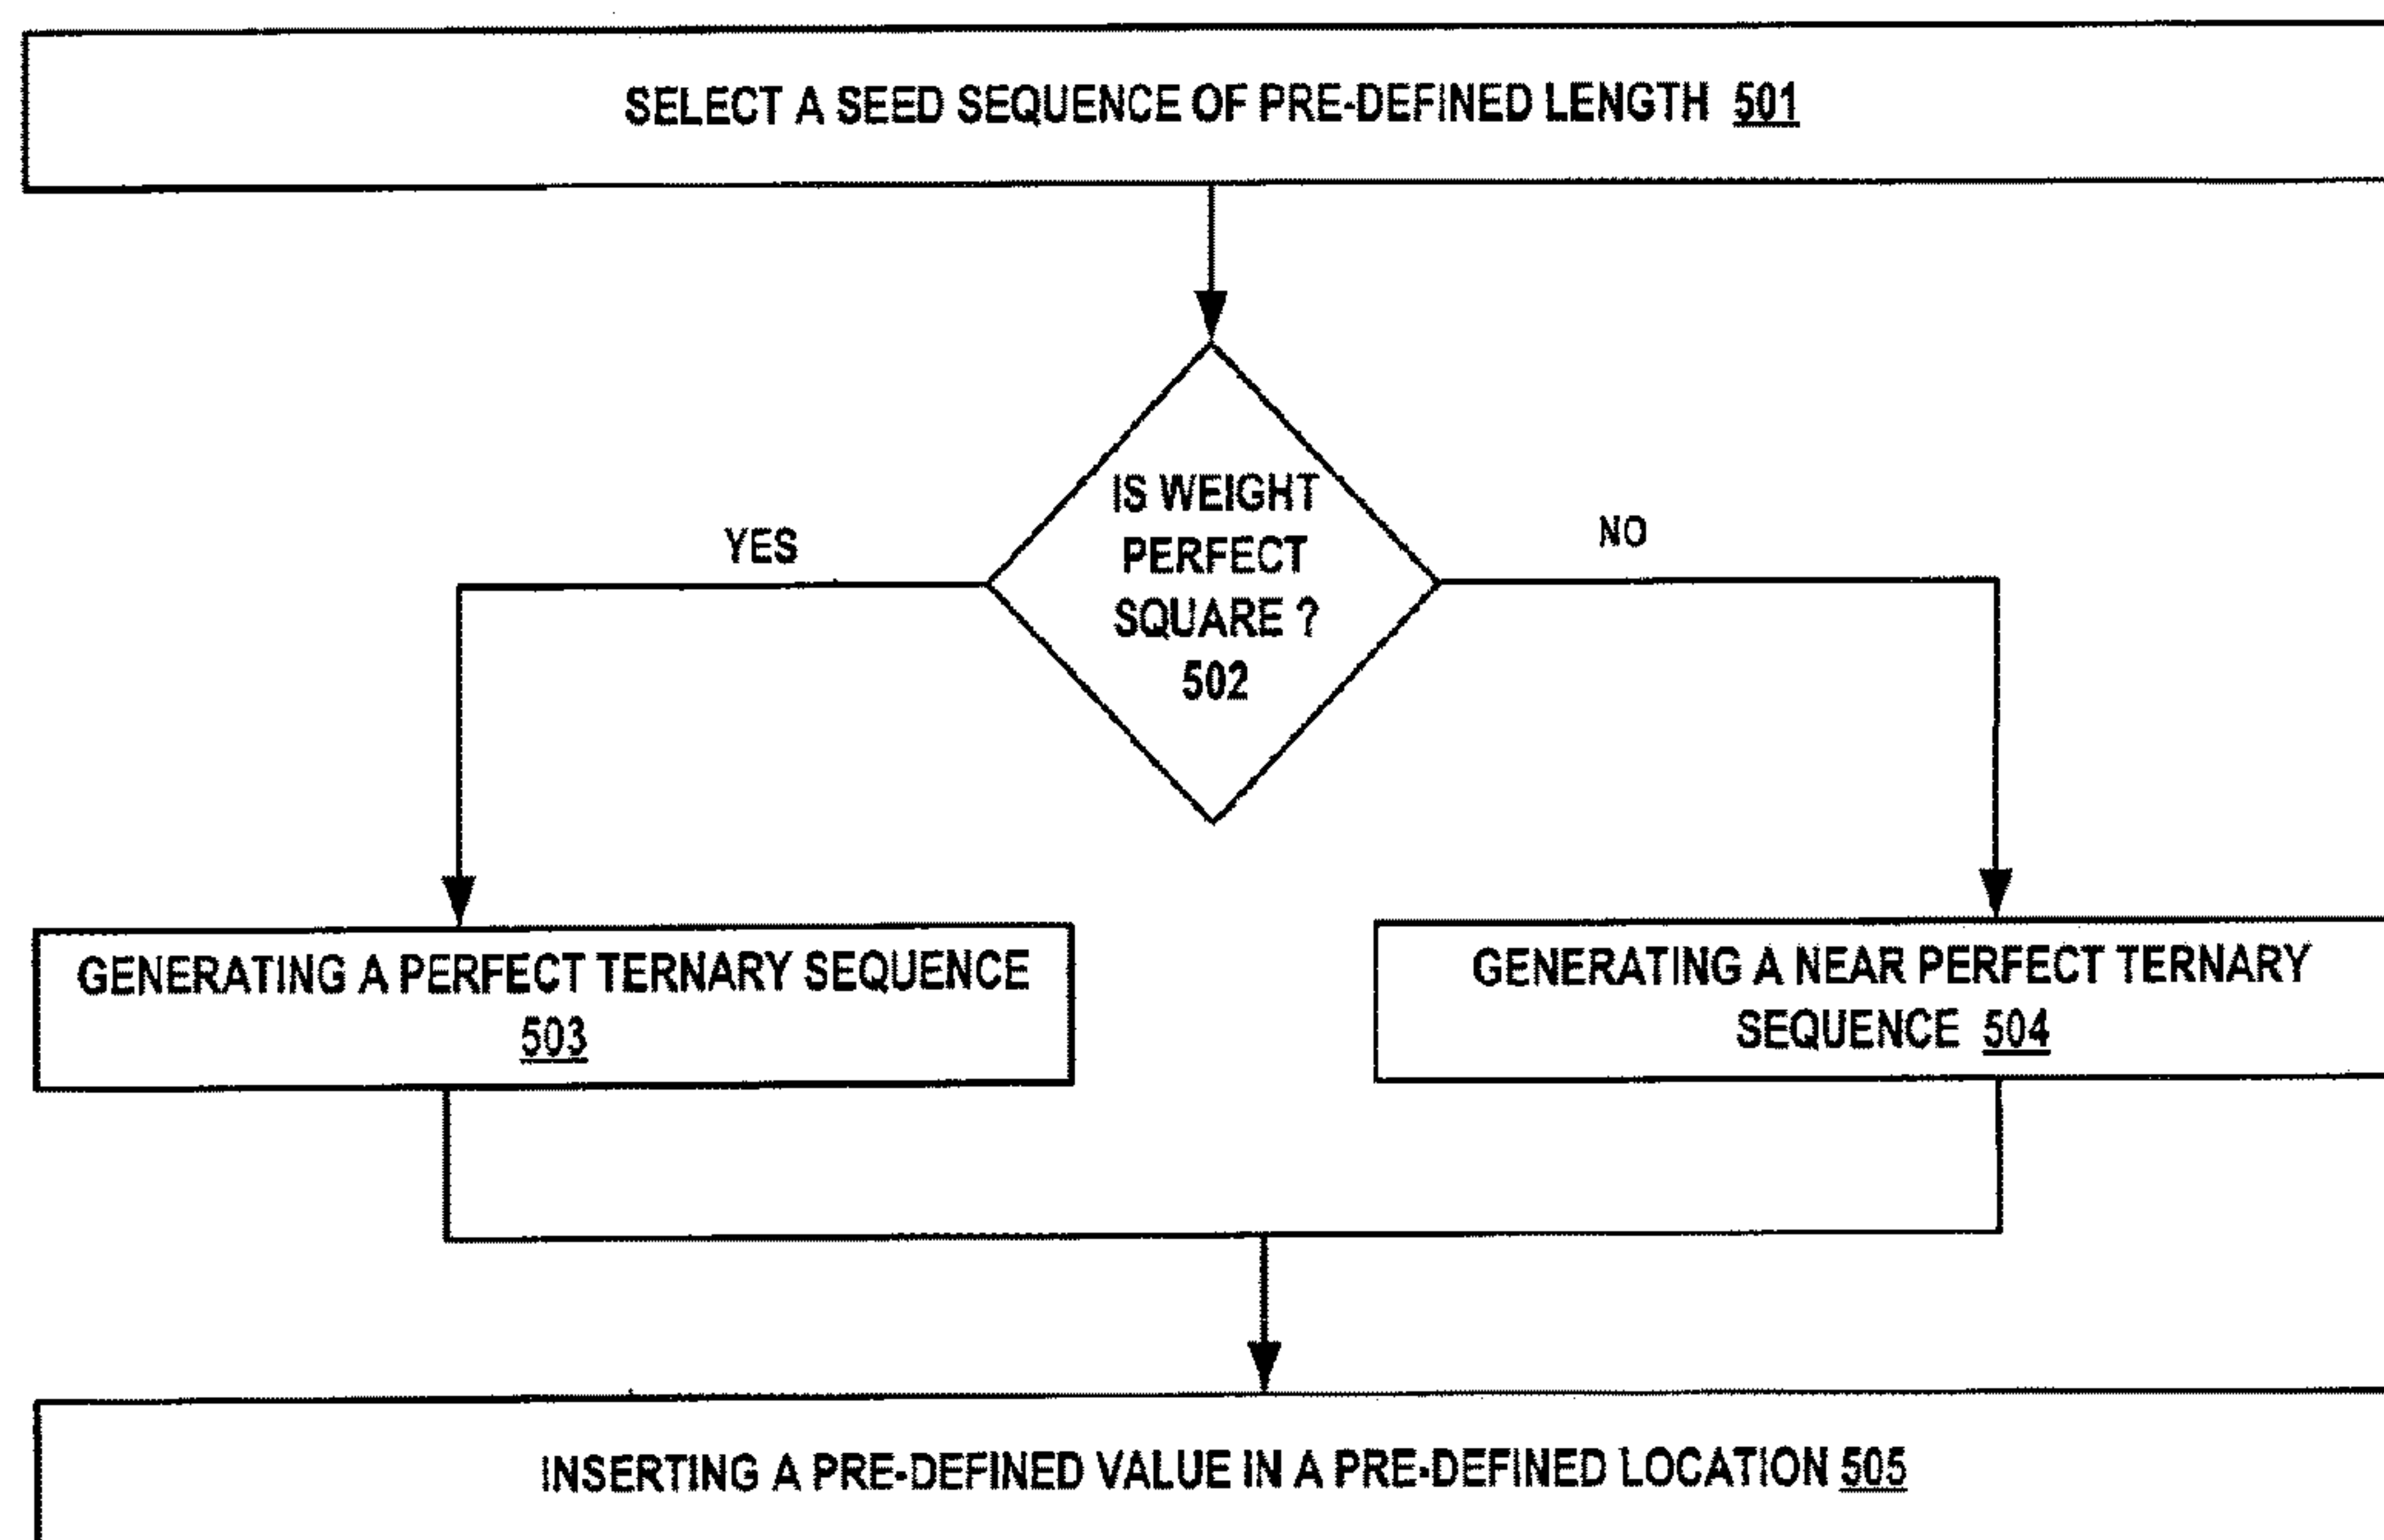 SELECT A SEED SEQUENCE OF PRE-DEFINED LENGTH 501
IS WEIGHT
PERFECT
SQUARE ?
502
YES
NO
GENERATING A PERFECT TERNARY SEQUENCE
503
GENERATING A NEAR PERFECT TERNARY
SEQUENCE 504
INSERTING A PRE-DEFINED VALUE IN A PRE-DEFINED LOCATION 505